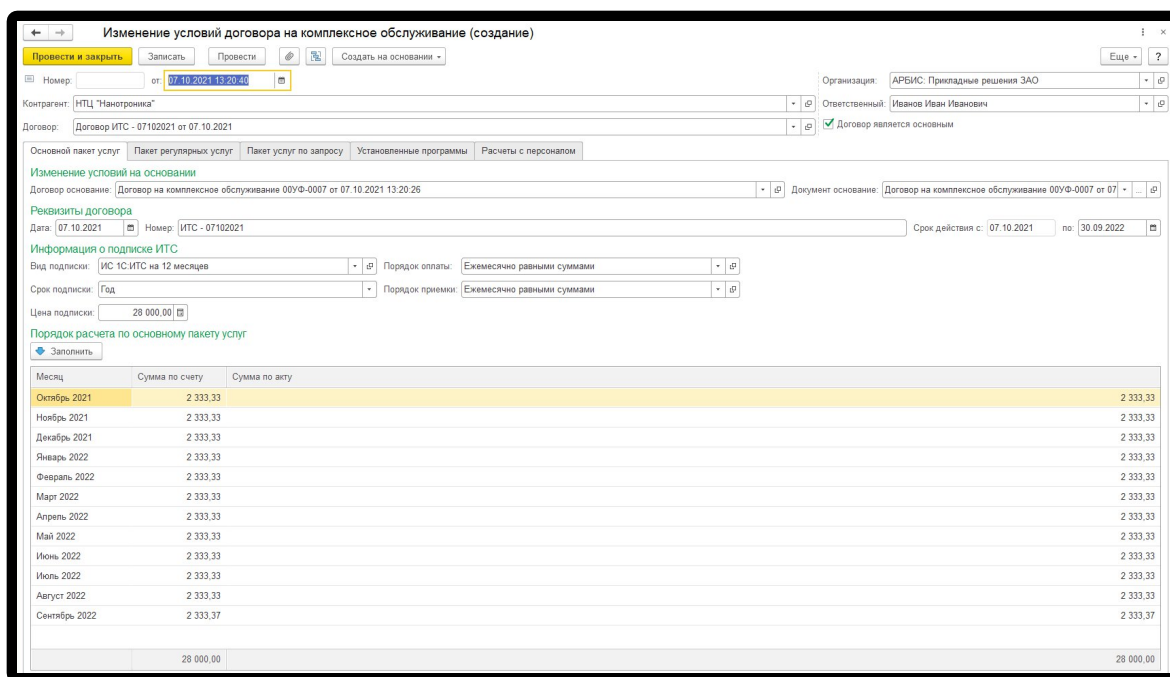 Изменение условий договора на комплексное обслуживание (создание)
Провести и закрыть Записать Провести Создать на основании Еще ?
Номер: от: 07.10.2021 13:20:40 Организация: АРБИС: Прикладные решения ЗАО
Контрагент: НТЦ "Нанотроника" Ответственный: Иванов Иван Иванович
Договор: Договор ИТС - 07102021 от 07.10.2021 Договор является основным
Основной пакет услуг Пакет регулярных услуг Пакет услуг по запросу Установленные программы Расчеты с персоналом
Изменение условий на основании
Договор основание: Договор на комплексное обслуживание 00УФ-0007 от 07.10.2021 13:20:26 Документ основание: Договор на комплексное обслуживание 00УФ-0007 от 07 ...
Реквизиты договора
Дата: 07.10.2021 Номер: ИТС - 07102021 Срок действия с: 07.10.2021 по: 30.09.2022
Информация о подписке ИТС
Вид подписки: ИС 1С:ИТС на 12 месяцев Порядок оплаты: Ежемесячно равными суммами
Срок подписки: Год Порядок приемки: Ежемесячно равными суммами
Цена подписки: 28 000,00
Порядок расчета по основному пакету услуг
Заполнить
Месяц Сумма по счету Сумма по акту
Октябрь 2021 2 333,33 2 333,33
Ноябрь 2021 2 333,33 2 333,33
Декабрь 2021 2 333,33 2 333,33
Январь 2022 2 333,33 2 333,33
Февраль 2022 2 333,33 2 333,33
Март 2022 2 333,33 2 333,33
Апрель 2022 2 333,33 2 333,33
Май 2022 2 333,33 2 333,33
Июнь 2022 2 333,33 2 333,33
Июль 2022 2 333,33 2 333,33
Август 2022 2 333,33 2 333,33
Сентябрь 2022 2 333,37 2 333,37
28 000,00 28 000,00